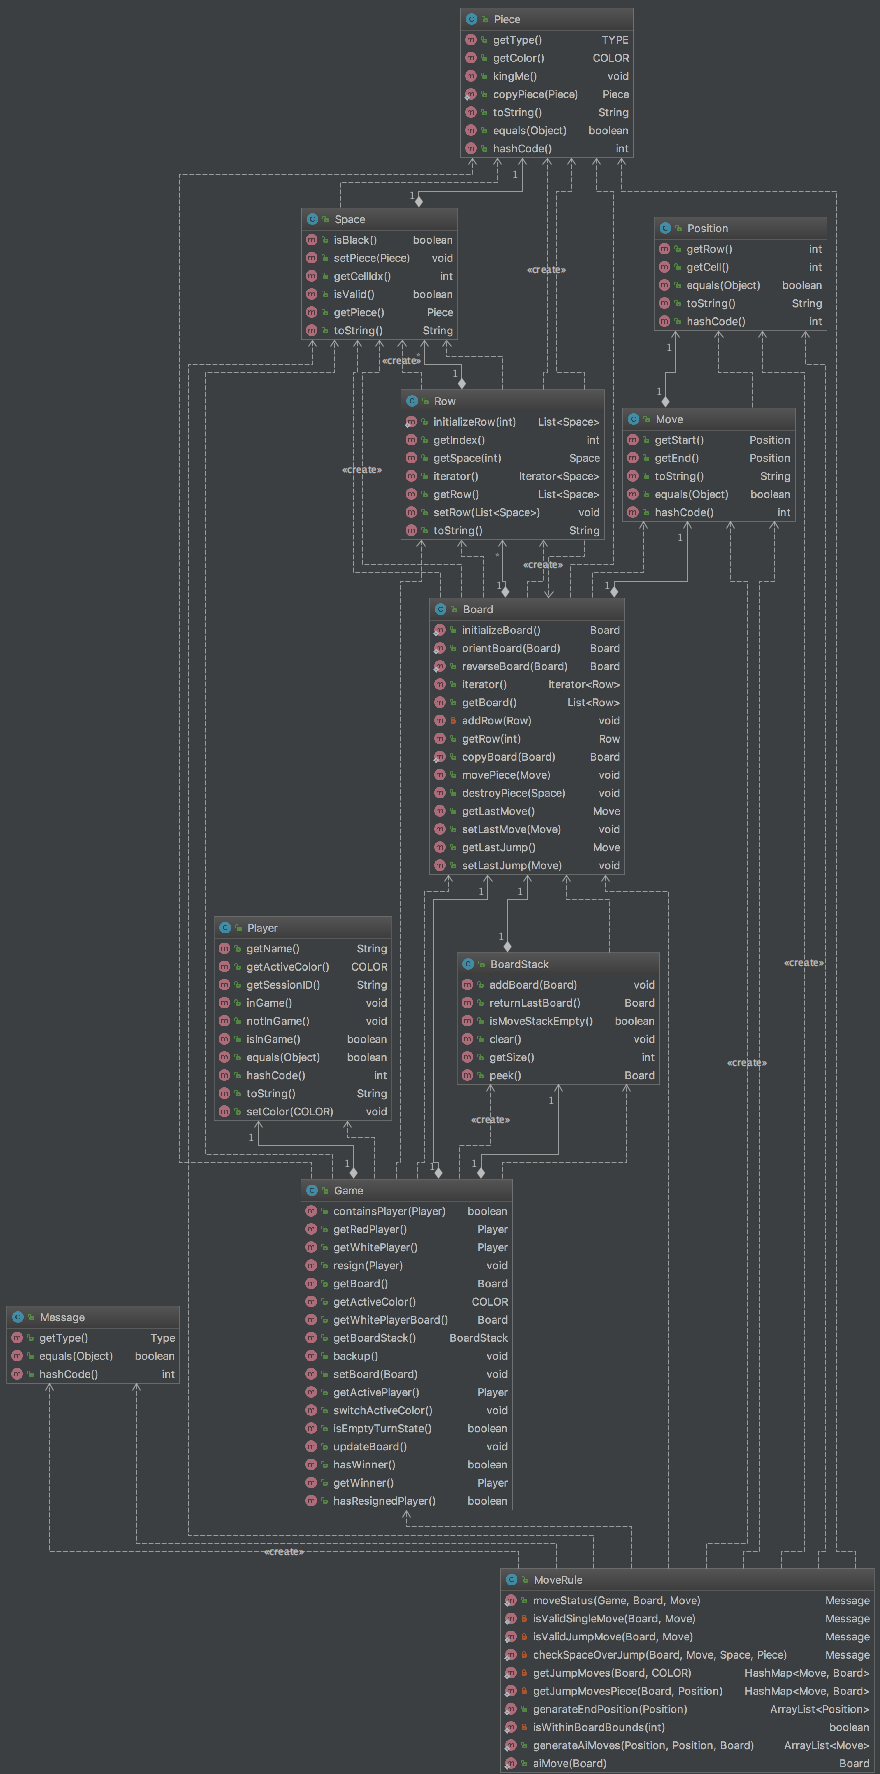 Piece
getType() TYPE
getColor() COLOR
kingMe() void
copyPiece(Piece) Piece
toString() String
equals(Object) boolean
hashCode() int
1
1
Space
isBlack() boolean
setPiece(Piece) void
getCellIdx() int
isValid() boolean
getPiece() Piece
toString() String
Position
getRow() int
getCell() int
equals(Object) boolean
toString() String
hashCode() int
«create»
«create»
*
1
1
1
Row
initializeRow(int) List<Space>
getIndex() int
getSpace(int) Space
iterator() Iterator<Space>
getRow() List<Space>
setRow(List<Space>) void
toString() String
«create»
Move
getStart() Position
getEnd() Position
toString() String
equals(Object) boolean
hashCode() int
*
«create»
1
1
1
Board
initializeBoard() Board
orientBoard(Board) Board
reverseBoard(Board) Board
iterator() Iterator<Row>
getBoard() List<Row>
addRow(Row) void
getRow(int) Row
copyBoard(Board) Board
movePiece(Move) void
destroyPiece(Space) void
getLastMove() Move
setLastMove(Move) void
getLastJump() Move
setLastJump(Move) void
1
1
1
Player
getName() String
getActiveColor() COLOR
getSessionID() String
inGame() void
notInGame() void
isInGame() boolean
equals(Object) boolean
hashCode() int
toString() String
setColor(COLOR) void
BoardStack
addBoard(Board) void
returnLastBoard() Board
isMoveStackEmpty() boolean
clear() void
getSize() int
peek() Board
«create»
«create»
«create»
1
1
1
1
1
Game
containsPlayer(Player) boolean
getRedPlayer() Player
getWhitePlayer() Player
resign(Player) void
getBoard() Board
getActiveColor() COLOR
getWhitePlayerBoard() Board
getBoardStack() BoardStack
backup() void
setBoard(Board) void
getActivePlayer() Player
switchActiveColor() void
isEmptyTurnState() boolean
updateBoard() void
hasWinner() boolean
getWinner() Player
hasResignedPlayer() boolean
Message
getType() Type
equals(Object) boolean
hashCode() int
«create»
MoveRule
moveStatus(Game, Board, Move) Message
isValidSingleMove(Board, Move) Message
isValidJumpMove(Board, Move) Message
checkSpaceOverJump(Board, Move, Space, Piece) Message
getJumpMoves(Board, COLOR) HashMap<Move, Board>
getJumpMovesPiece(Board, Position) HashMap<Move, Board>
genarateEndPosition(Position) ArrayList<Position>
isWithinBoardBounds(int) boolean
generateAiMoves(Position, Position, Board) ArrayList<Move>
aiMove(Board) Board